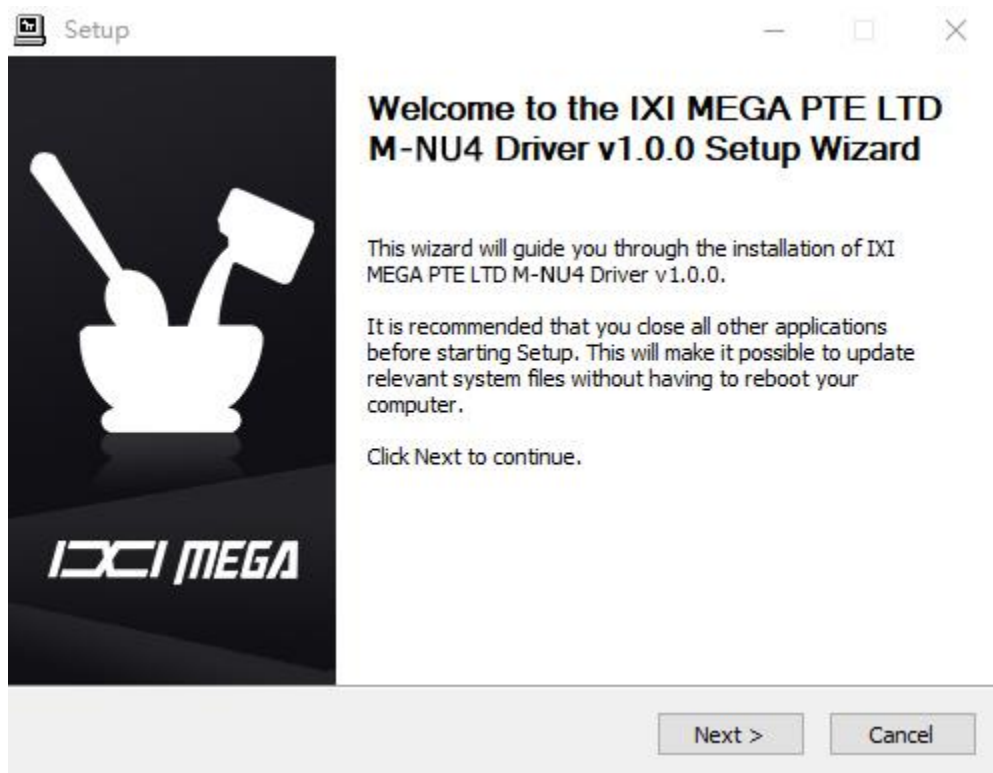 Setup
Welcome to the IXI MEGA PTE LTD
M-NU4 Driver v1.0.0 Setup Wizard
This wizard will guide you through the installation of IXI
MEGA PTE LTD M-NU4 Driver v1.0.0.
It is recommended that you close all other applications
before starting Setup. This will make it possible to update
relevant system files without having to reboot your
computer.
Click Next to continue.
IXI MEGA
Next >
Cancel